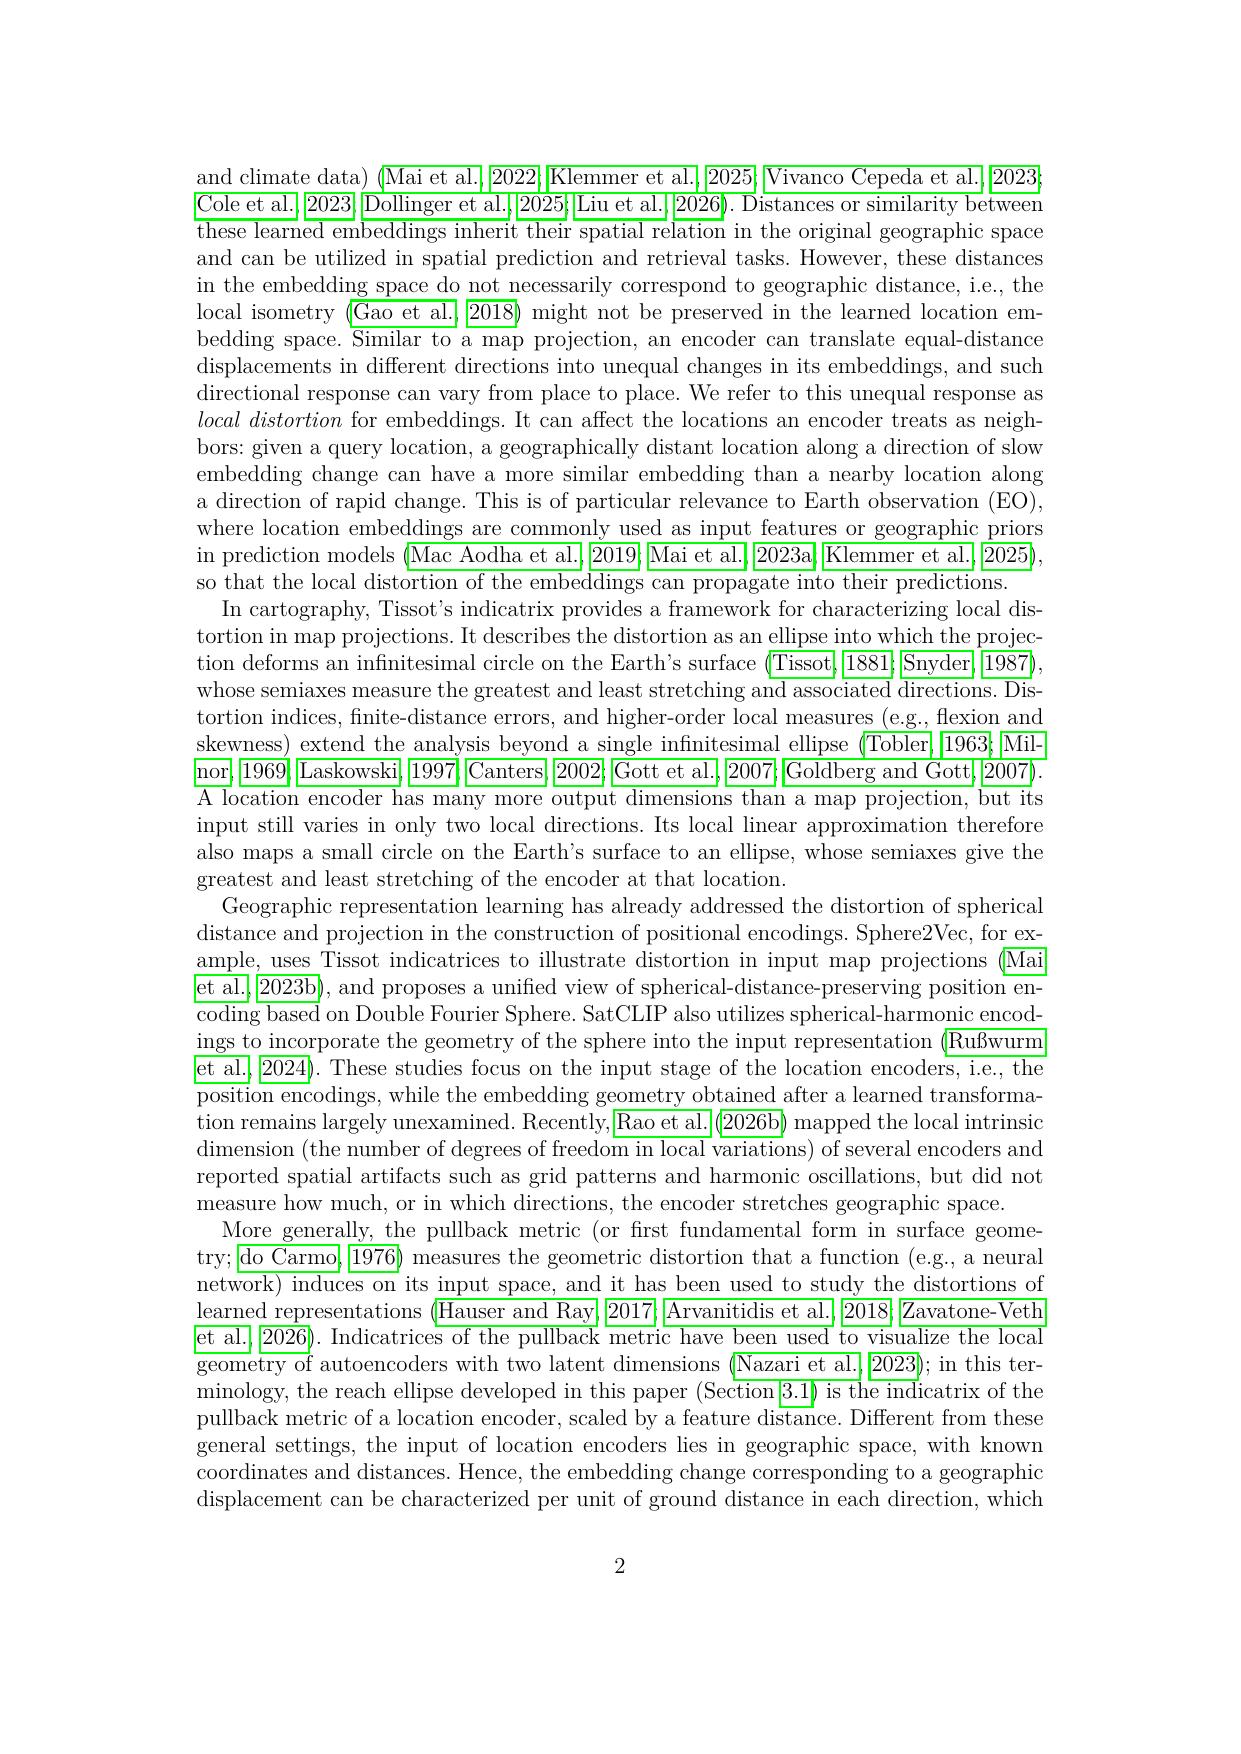 and climate data) (Mai et al., 2022; Klemmer et al., 2025; Vivanco Cepeda et al., 2023;
Cole et al., 2023; Dollinger et al., 2025; Liu et al., 2026). Distances or similarity between
these learned embeddings inherit their spatial relation in the original geographic space
and can be utilized in spatial prediction and retrieval tasks. However, these distances
in the embedding space do not necessarily correspond to geographic distance, i.e., the
local isometry (Gao et al., 2018) might not be preserved in the learned location em-
bedding space. Similar to a map projection, an encoder can translate equal-distance
displacements in different directions into unequal changes in its embeddings, and such
directional response can vary from place to place. We refer to this unequal response as
local distortion for embeddings. It can affect the locations an encoder treats as neigh-
bors: given a query location, a geographically distant location along a direction of slow
embedding change can have a more similar embedding than a nearby location along
a direction of rapid change. This is of particular relevance to Earth observation (EO),
where location embeddings are commonly used as input features or geographic priors
in prediction models (Mac Aodha et al., 2019; Mai et al., 2023a; Klemmer et al., 2025),
so that the local distortion of the embeddings can propagate into their predictions.
In cartography, Tissot's indicatrix provides a framework for characterizing local dis-
tortion in map projections. It describes the distortion as an ellipse into which the projec-
tion deforms an infinitesimal circle on the Earth's surface (Tissot, 1881; Snyder, 1987),
whose semiaxes measure the greatest and least stretching and associated directions. Dis-
tortion indices, finite-distance errors, and higher-order local measures (e.g., flexion and
skewness) extend the analysis beyond a single infinitesimal ellipse (Tobler, 1963; Mil-
nor, 1969; Laskowski, 1997; Canters, 2002; Gott et al., 2007; Goldberg and Gott, 2007).
A location encoder has many more output dimensions than a map projection, but its
input still varies in only two local directions. Its local linear approximation therefore
also maps a small circle on the Earth's surface to an ellipse, whose semiaxes give the
greatest and least stretching of the encoder at that location.
Geographic representation learning has already addressed the distortion of spherical
distance and projection in the construction of positional encodings. Sphere2Vec, for ex-
ample, uses Tissot indicatrices to illustrate distortion in input map projections (Mai
et al., 2023b), and proposes a unified view of spherical-distance-preserving position en-
coding based on Double Fourier Sphere. SatCLIP also utilizes spherical-harmonic encod-
ings to incorporate the geometry of the sphere into the input representation (Rußwurm
et al., 2024). These studies focus on the input stage of the location encoders, i.e., the
position encodings, while the embedding geometry obtained after a learned transforma-
tion remains largely unexamined. Recently, Rao et al. (2026b) mapped the local intrinsic
dimension (the number of degrees of freedom in local variations) of several encoders and
reported spatial artifacts such as grid patterns and harmonic oscillations, but did not
measure how much, or in which directions, the encoder stretches geographic space.
More generally, the pullback metric (or first fundamental form in surface geome-
try; do Carmo, 1976) measures the geometric distortion that a function (e.g., a neural
network) induces on its input space, and it has been used to study the distortions of
learned representations (Hauser and Ray, 2017; Arvanitidis et al., 2018; Zavatone-Veth
et al., 2026). Indicatrices of the pullback metric have been used to visualize the local
geometry of autoencoders with two latent dimensions (Nazari et al., 2023); in this ter-
minology, the reach ellipse developed in this paper (Section 3.1) is the indicatrix of the
pullback metric of a location encoder, scaled by a feature distance. Different from these
general settings, the input of location encoders lies in geographic space, with known
coordinates and distances. Hence, the embedding change corresponding to a geographic
displacement can be characterized per unit of ground distance in each direction, which
2